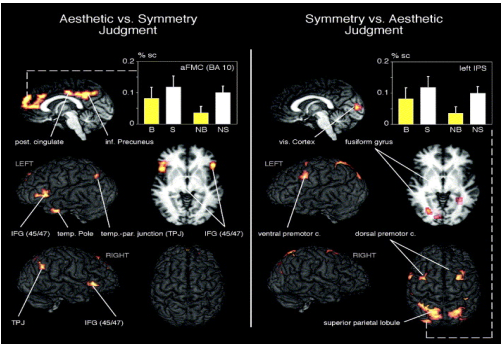 Aesthetic vs. Symmetry
Judgment
% sc
aFMC (BA 10)
0.2
0.1
0
B
S
NB
NS
post. cingulate
inf. Precuneus
LEFT
IFG (45/47)
temp. Pole
temp.-par. junction (TPJ)
IFG (45/47)
RIGHT
TPJ
IFG (45/47)
Symmetry vs. Aesthetic
Judgment
% sc
left IPS
0.2
0.1
0
B
S
NB
NS
vis. Cortex
fusiform gyrus
LEFT
ventral premotor c.
dorsal premotor c.
RIGHT
superior parietal lobule